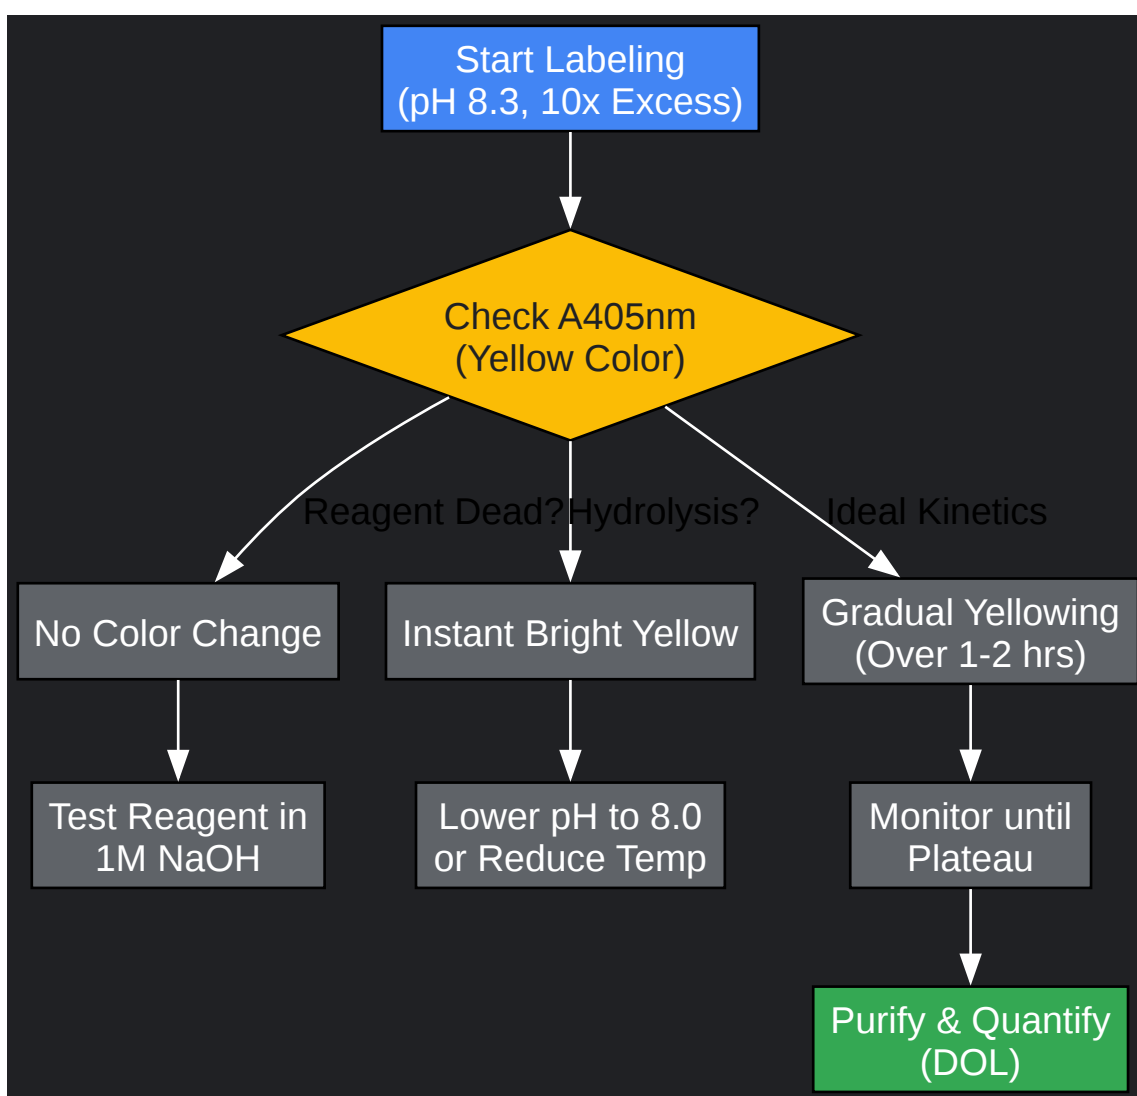 Start Labeling
(pH 8.3, 10x Excess)
Check A405nm
(Yellow Color)
Reagent Dead?
Hydrolysis?
Ideal Kinetics
No Color Change
Instant Bright Yellow
Gradual Yellowing
(Over 1-2 hrs)
Test Reagent in
1M NaOH
Lower pH to 8.0
or Reduce Temp
Monitor until
Plateau
Purify & Quantify
(DOL)